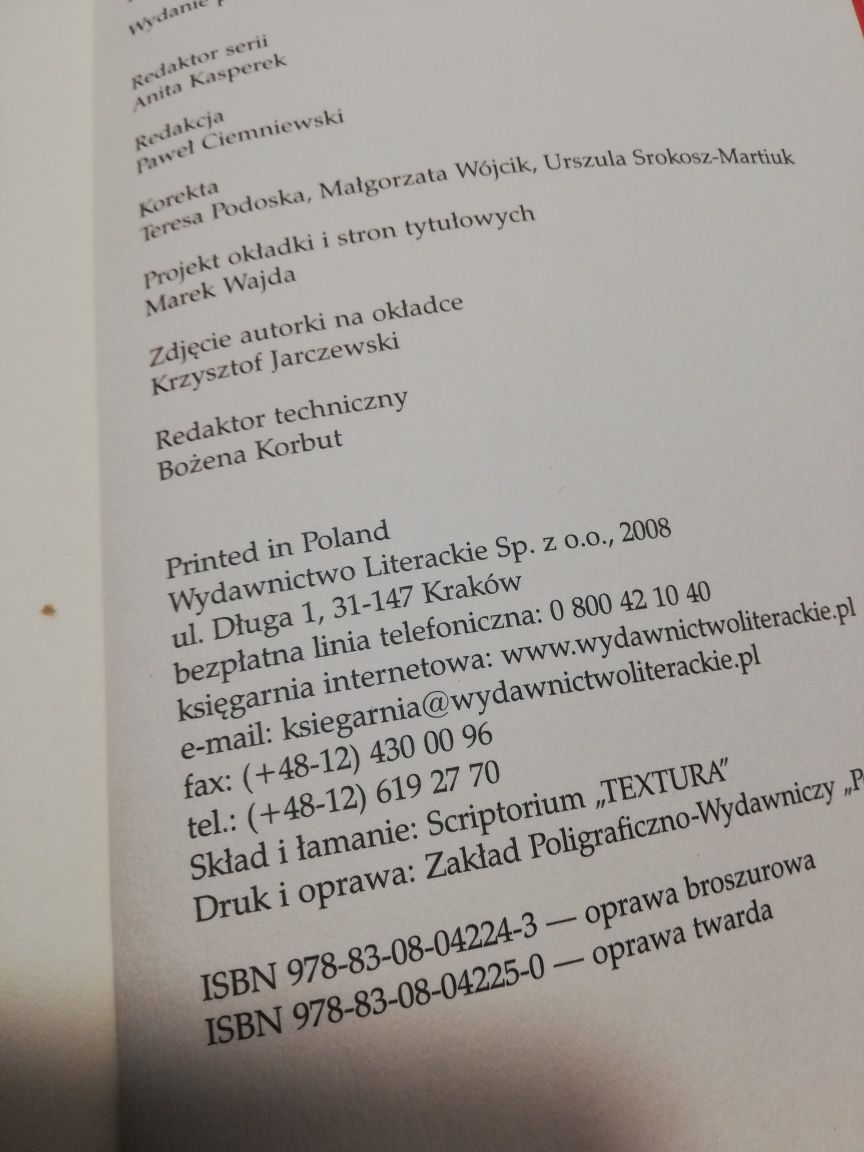 Wydanie
Redaktor serii
Anita Kasperek
Redakcja
Paweł Ciemniewski
Korekta
Teresa Podoska, Małgorzata Wójcik, Urszula Srokosz-Martiuk
Projekt okładki i stron tytułowych
Marek Wajda
Zdjęcie autorki na okładce
Krzysztof Jarczewski
Redaktor techniczny
Bożena Korbut
Printed in Poland
Wydawnictwo Literackie Sp. z o.o., 2008
ul. Długa 1, 31-147 Kraków
bezpłatna linia telefoniczna: 0 800 42 10 40
księgarnia internetowa: www.wydawnictwoliterackie.pl
e-mail: ksiegarnia@wydawnictwoliterackie.pl
fax: (+48-12) 430 00 96
tel.: (+48-12) 619 27 70
Skład i łamanie: Scriptorium „TEXTURA”
Druk i oprawa: Zakład Poligraficzno-Wydawniczy
ISBN 978-83-08-04224-3 — oprawa broszurowa
ISBN 978-83-08-04225-0 — oprawa twarda